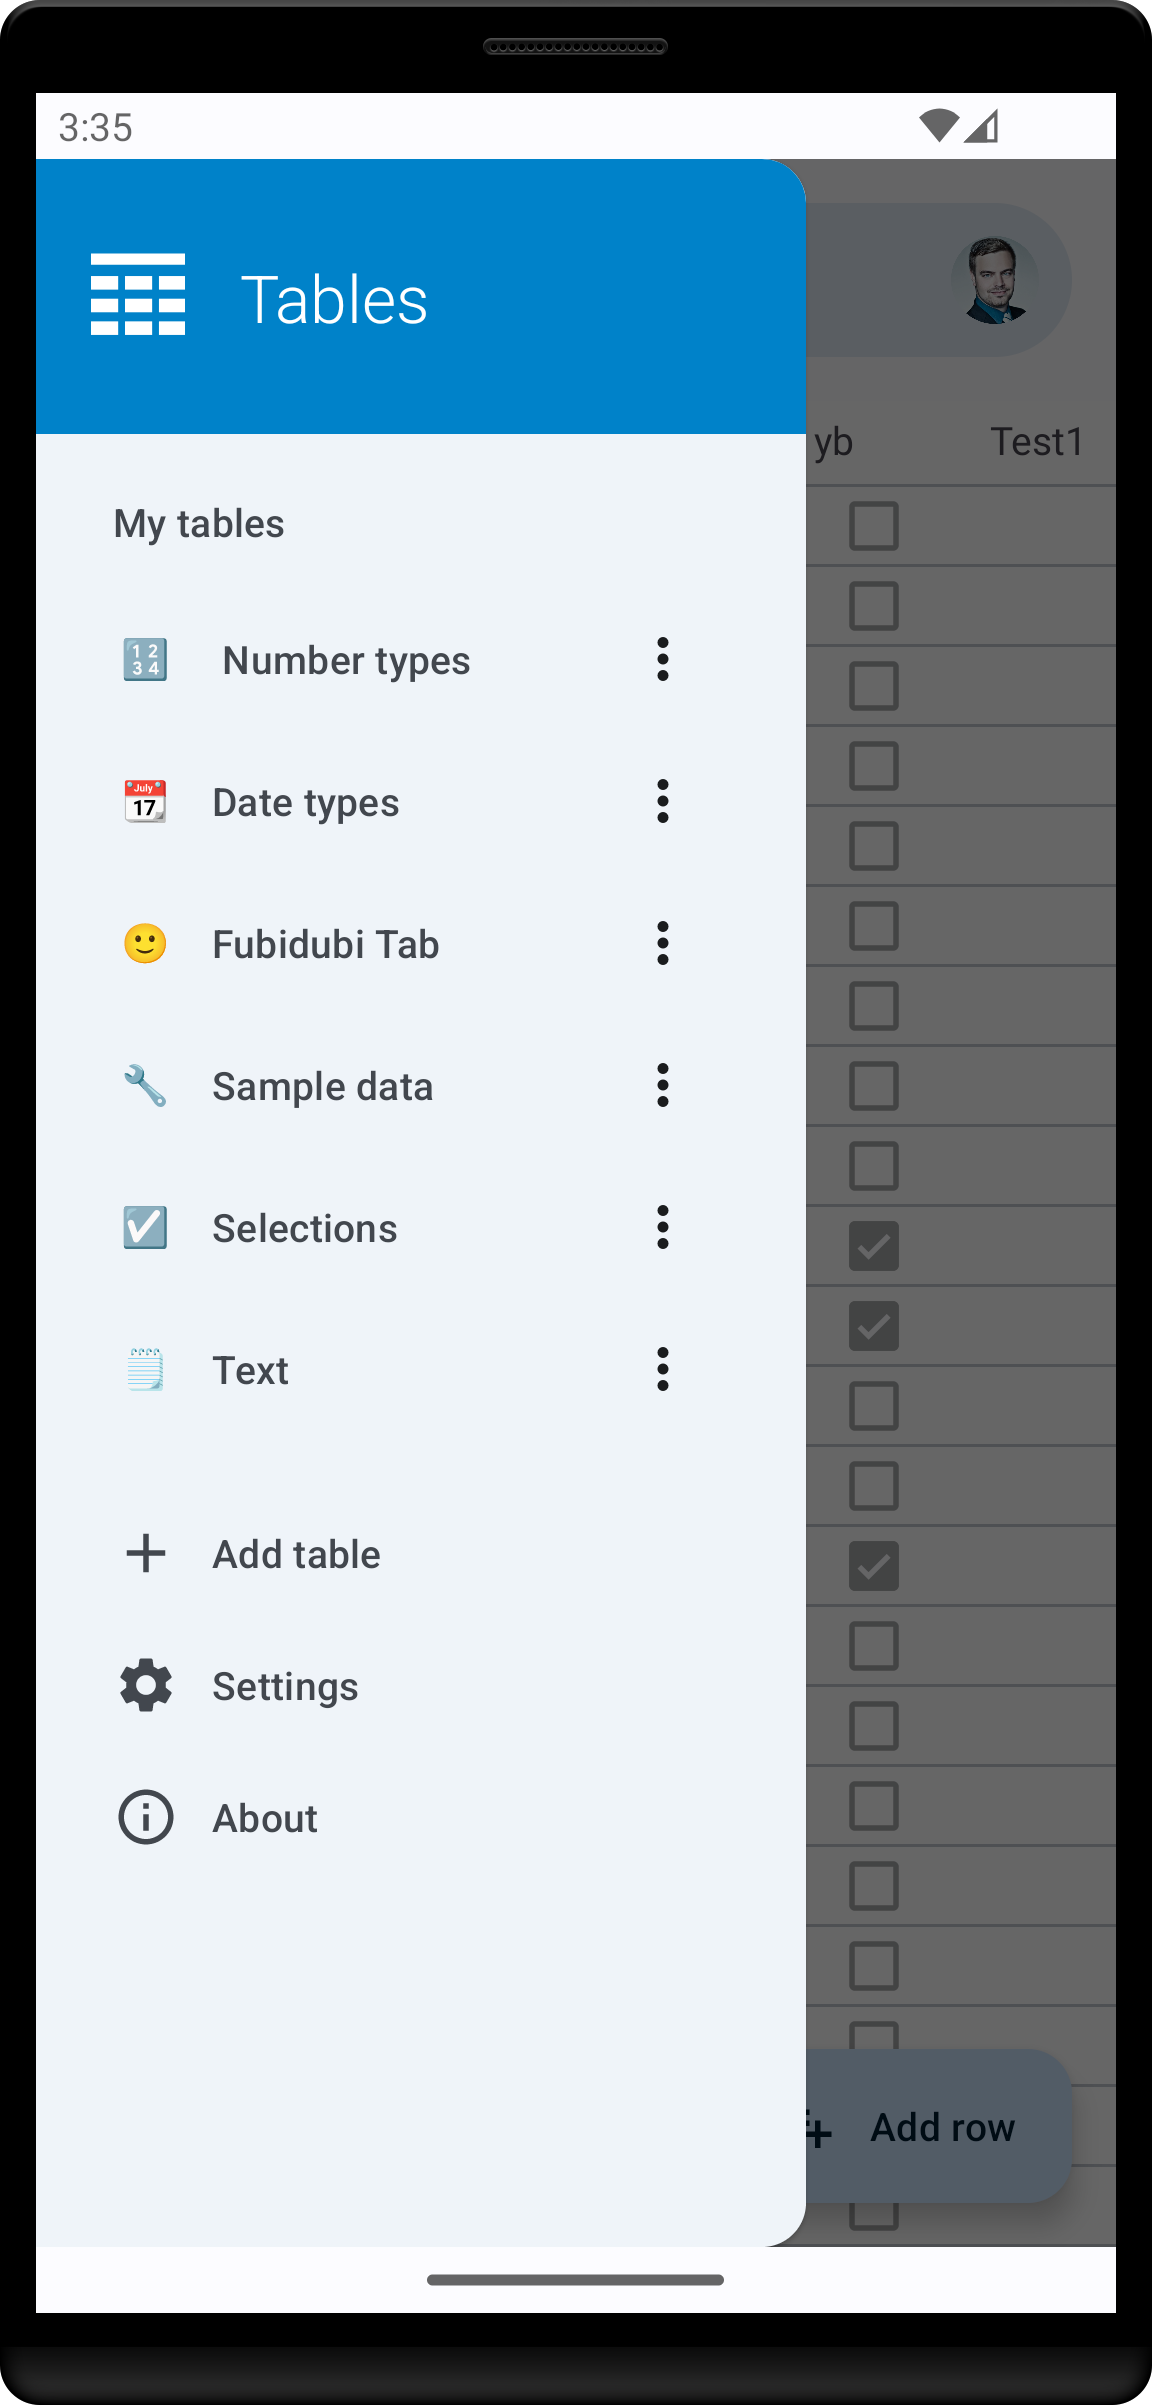 3:35
Tables
yb
Test1
My tables
1 2
3 4
Number types
July
17
Date types
Fubidubi Tab
Sample data
Selections
Text
Add table
Settings
About
Add row